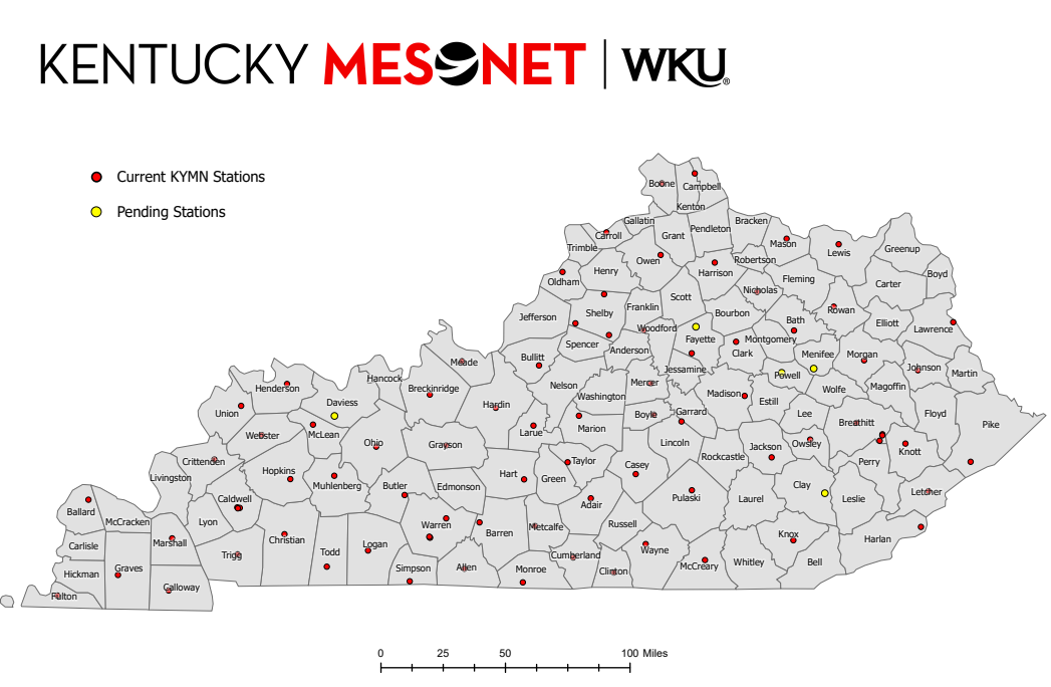 KENTUCKY MESONET | WKU®
Current KYMN Stations
Pending Stations
Boone
Campbell
Kenton
Gallatin
Bracken
Carroll
Grant
Pendleton
Mason
Trimble
Lewis
Greenup
Owen
Robertson
Henry
Harrison
Boyd
Oldham
Fleming
Carter
Nicholas
Scott
Franklin
Rowan
Shelby
Bourbon
Jefferson
Bath
Elliott
Woodford
Lawrence
Fayette
Montgomery
Spencer
Anderson
Clark
Menifee
Morgan
Bullitt
Meade
Jessamine
Johnson
Martin
Powell
Hancock
Mercer
Nelson
Magoffin
Henderson
Breckinridge
Wolfe
Washington
Madison
Daviess
Estill
Hardin
Union
Boyle
Garrard
Lee
Floyd
Larue
Marion
Breathitt
Pike
McLean
Webster
Ohio
Grayson
Lincoln
Jackson
Owsley
Knott
Rockcastle
Crittenden
Taylor
Perry
Casey
Hopkins
Hart
Livingston
Green
Muhlenberg
Butler
Edmonson
Clay
Letcher
Caldwell
Pulaski
Laurel
Leslie
Adair
Ballard
McCracken
Lyon
Warren
Russell
Metcalfe
Barren
Knox
Christian
Harlan
Marshall
Carlisle
Logan
Wayne
Todd
Trigg
Cumberland
Whitley
Bell
Graves
Simpson
Allen
Monroe
McCreary
Clinton
Hickman
Calloway
Fulton
0 25 50 100 Miles